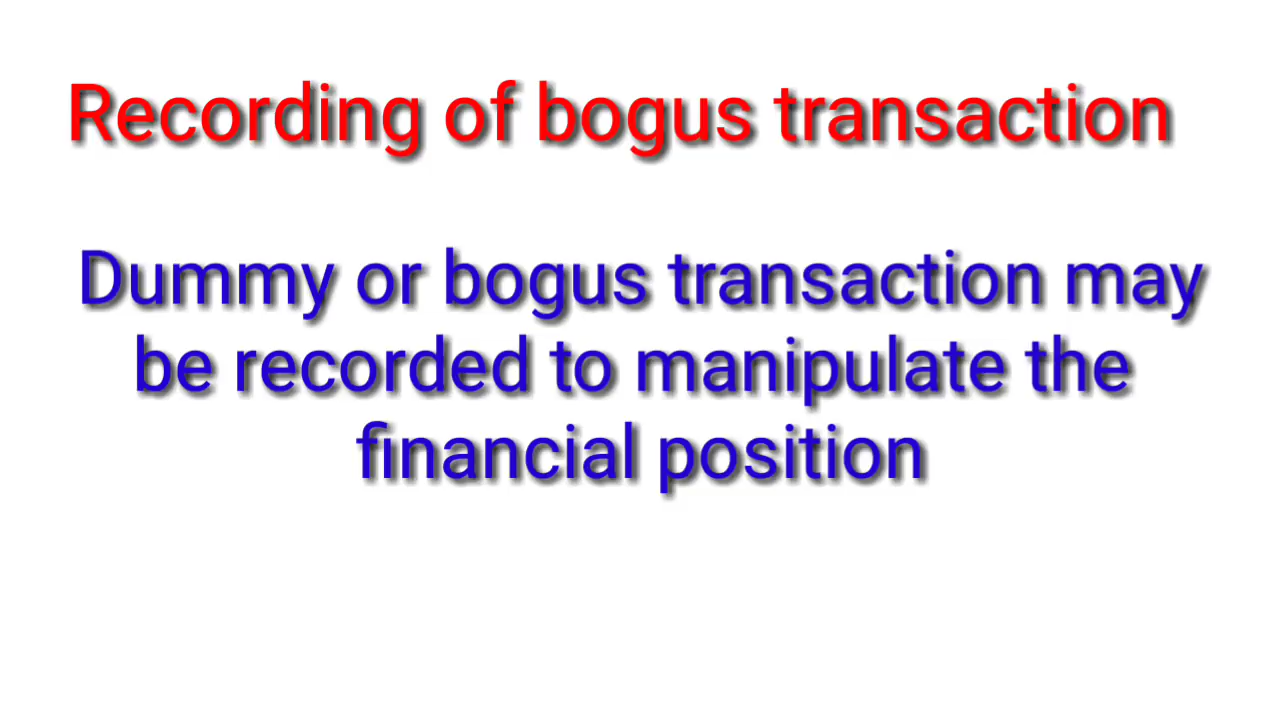 Recording of bogus transaction
Dummy or bogus transaction may
be recorded to manipulate the
financial position